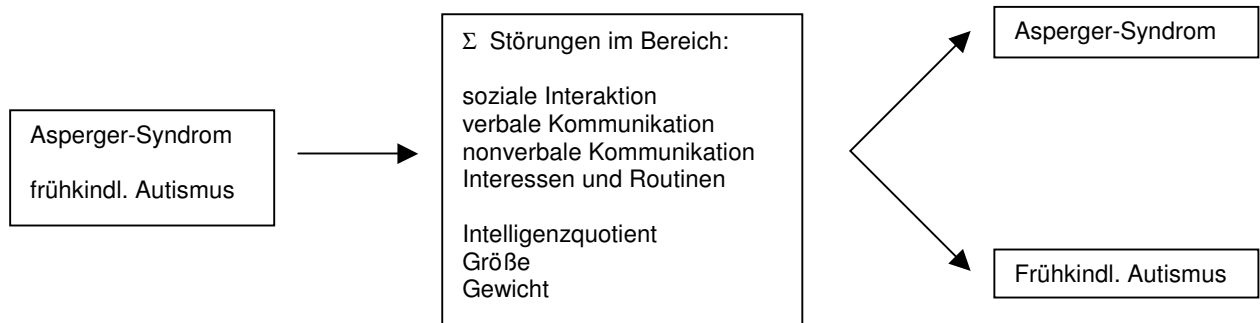 Asperger-Syndrom
frühkindl. Autismus
Σ Störungen im Bereich:
soziale Interaktion
verbale Kommunikation
nonverbale Kommunikation
Interessen und Routinen
Intelligenzquotient
Größe
Gewicht
Asperger-Syndrom
Frühkindl. Autismus